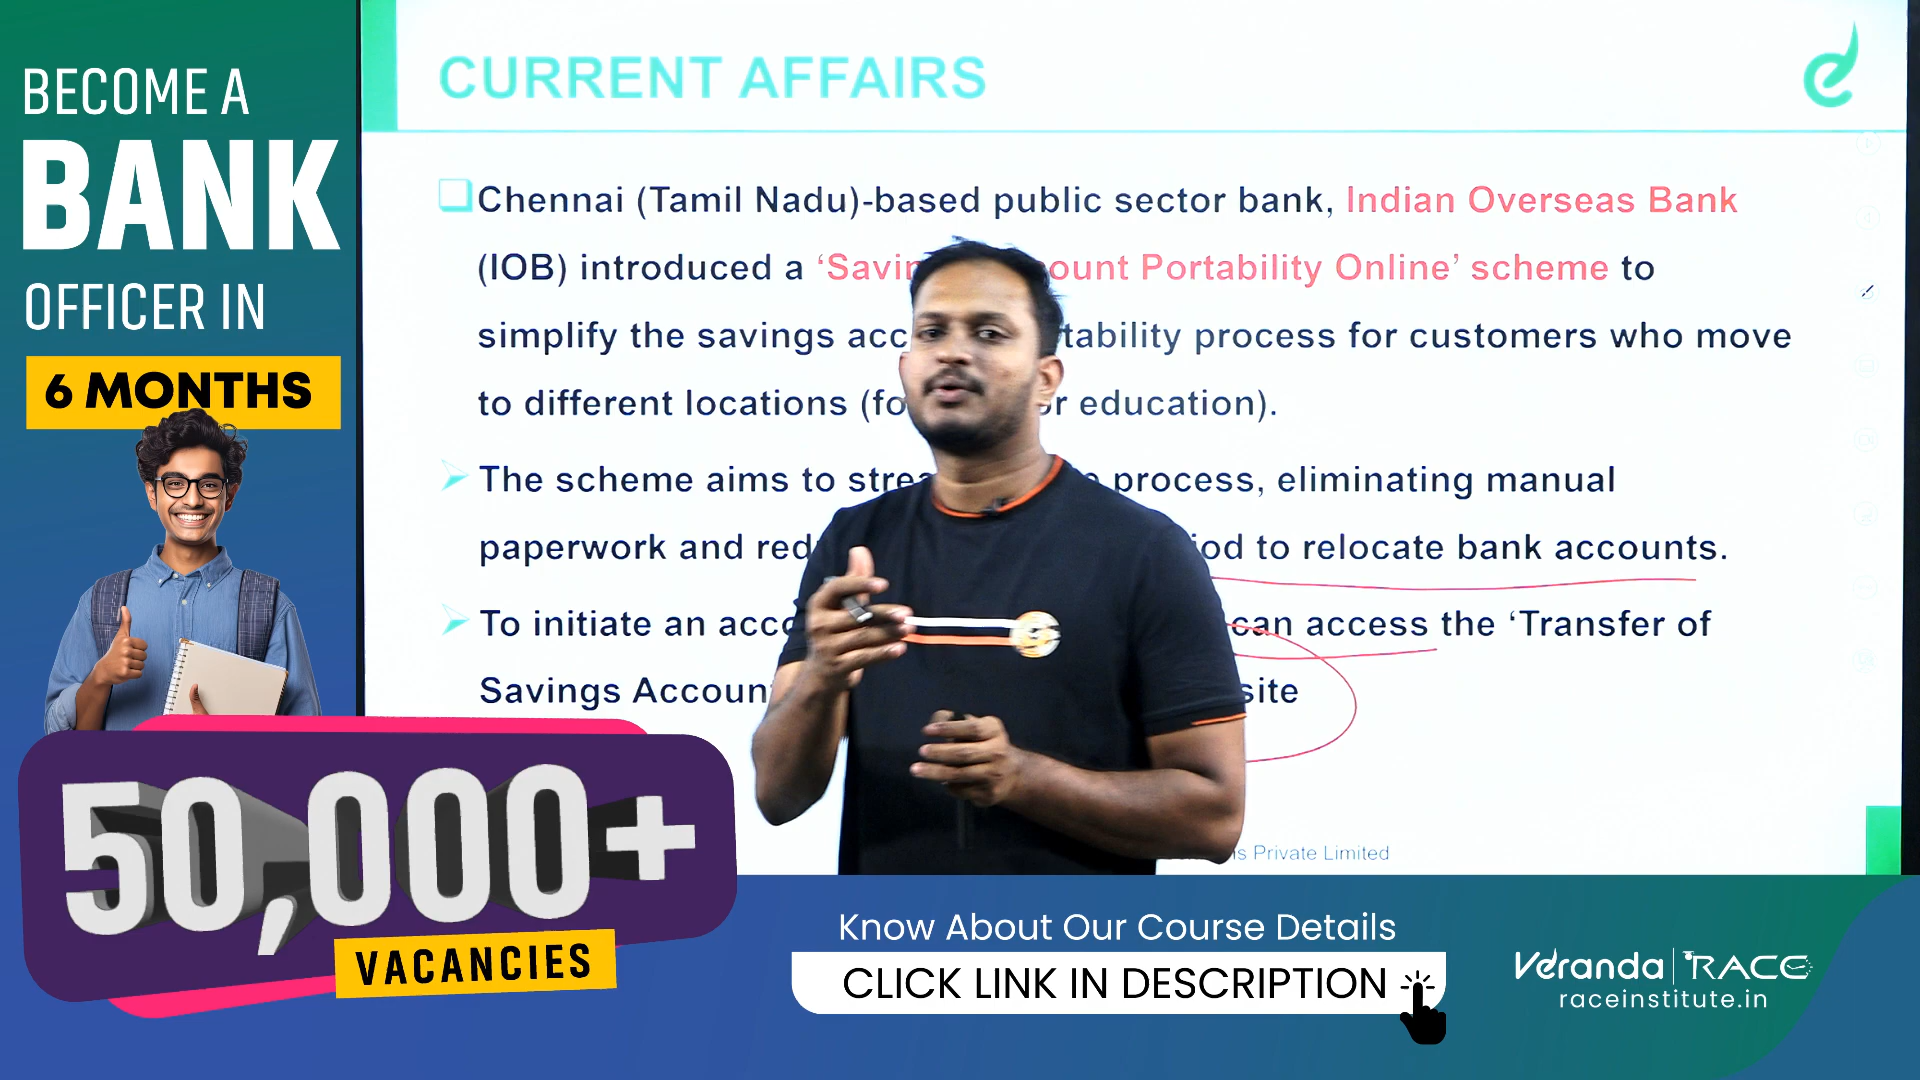 BECOME A
BANK
OFFICER IN
6 MONTHS
50,000+
VACANCIES
CURRENT AFFAIRS
Chennai (Tamil Nadu)-based public sector bank, Indian Overseas Bank
(IOB) introduced a ‘Savin ount Portability Online’ scheme to
simplify the savings acc tability process for customers who move
to different locations (fo r education).
The scheme aims to strea process, eliminating manual
paperwork and red iod to relocate bank accounts.
To initiate an acco can access the ‘Transfer of
Savings Accoun site
s Private Limited
Know About Our Course Details
CLICK LINK IN DESCRIPTION
Veranda RACE
raceinstitute.in